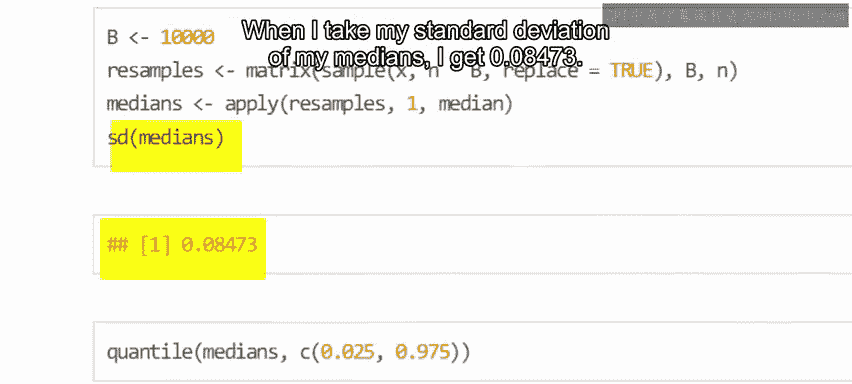 B <- 10000
When I take my standard deviation
of my medians, I get 0.08473.
resamples <- matrix(sample(x, n B, replace = TRUE), B, n)
medians <- apply(resamples, 1, median)
sd(medians)
## [1] 0.08473
quantile(medians, c(0.025, 0.975))